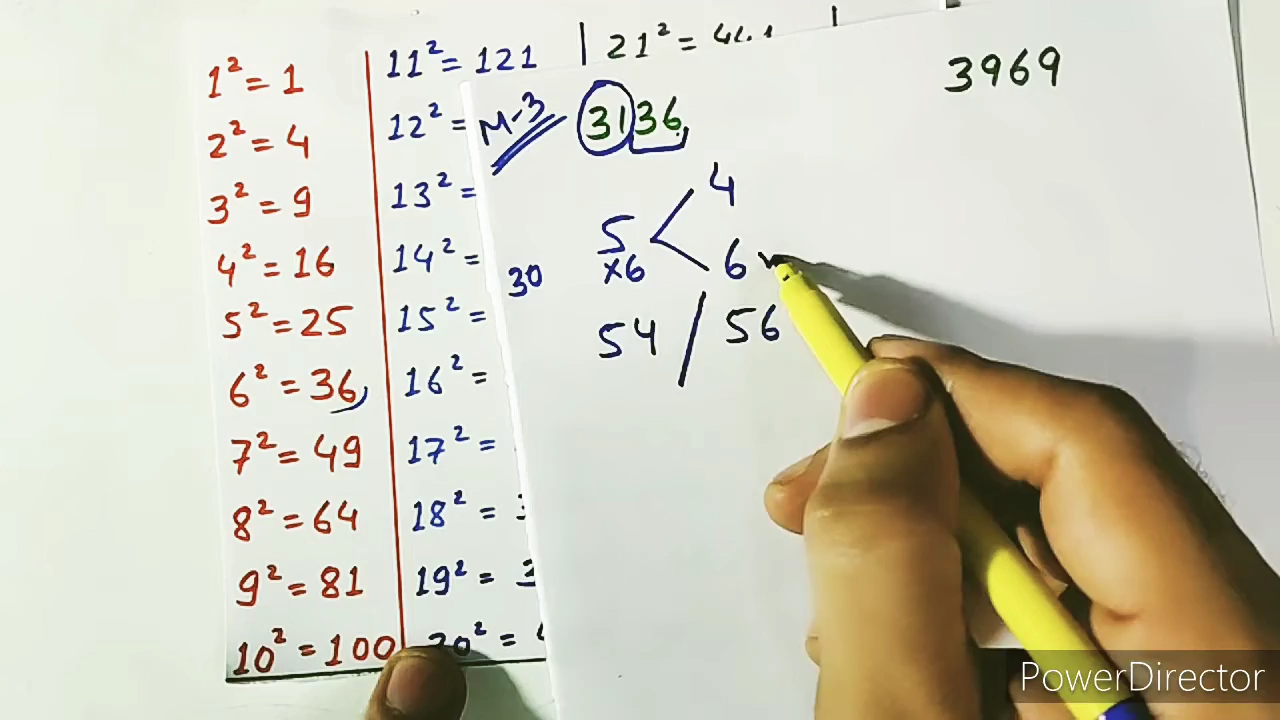 1² = 1
2² = 4
3² = 9
4² = 16
5² = 25
6² = 36,
7² = 49
8² = 64
9² = 81
10² = 100
11² = 121
12² =
13² =
14² =
15² =
16² =
17² =
18² =
19² =
20² =
21² =
M-3 3136
3969
4
5
6
×6
30
54 / 56
PowerDirector